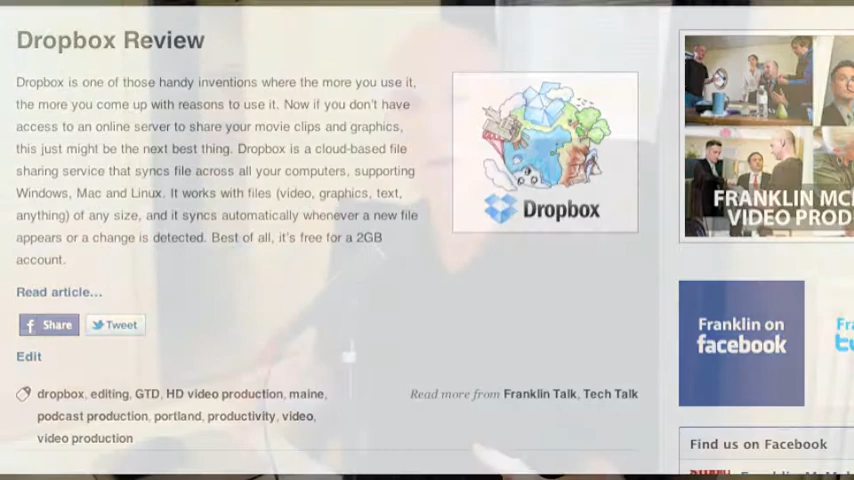 Dropbox Review
Dropbox is one of those handy inventions where the more you use it,
the more you come up with reasons to use it. Now if you don't have
access to an online server to share your movie clips and graphics,
this just might be the next best thing. Dropbox is a cloud-based file
sharing service that syncs file across all your computers, supporting
Windows, Mac and Linux. It works with files (video, graphics, text,
anything) of any size, and it syncs automatically whenever a new file
appears or a change is detected. Best of all, it's free for a 2GB
account.
Read article...
Share
Tweet
Edit
dropbox, editing, GTD, HD video production, maine,
podcast production, portland, productivity, video,
video production
Read more from Franklin Talk, Tech Talk
Dropbox
FRANKLIN MC
VIDEO PROD
Franklin on
facebook
Find us on Facebook